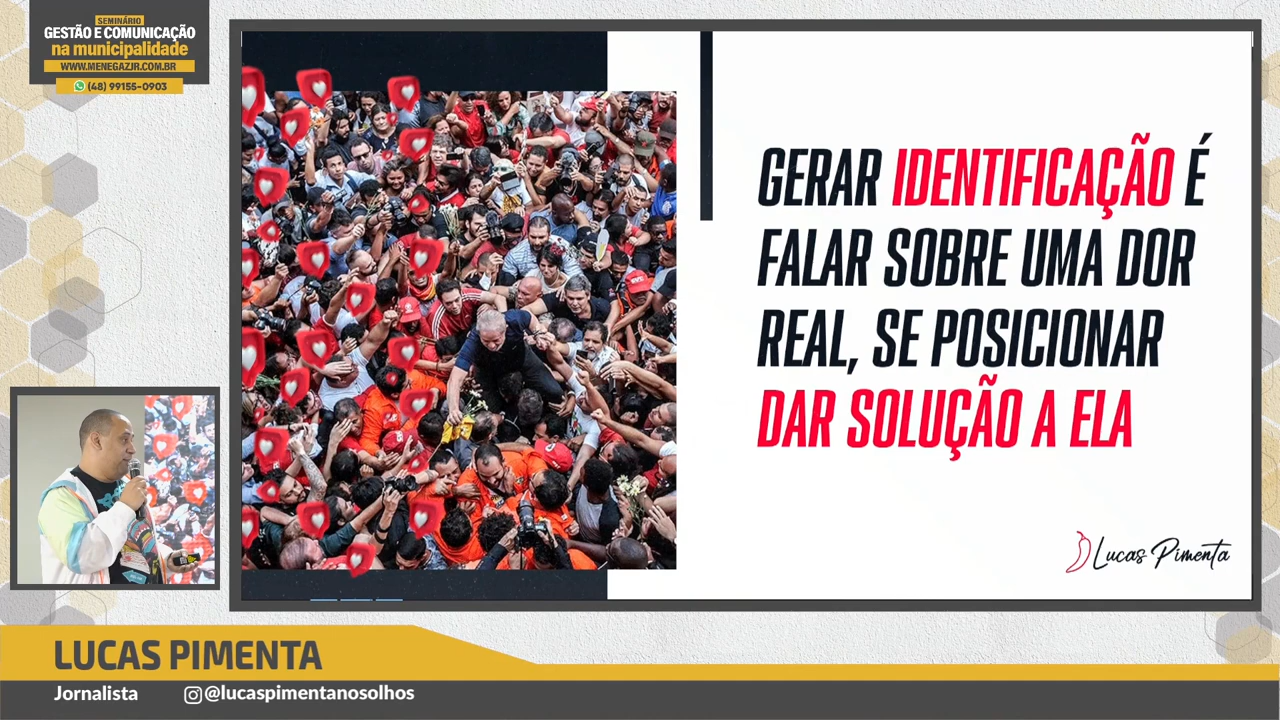 SEMINÁRIO
GESTÃO E COMUNICAÇÃO
na municipalidade
WWW.MENEGAZJR.COM.BR
(48) 99155-0903
GERAR IDENTIFICAÇÃO É
FALAR SOBRE UMA DOR
REAL, SE POSICIONAR
DAR SOLUÇÃO A ELA
Lucas Pimenta
LUCAS PIMENTA
Jornalista
@lucaspimentanosolhos